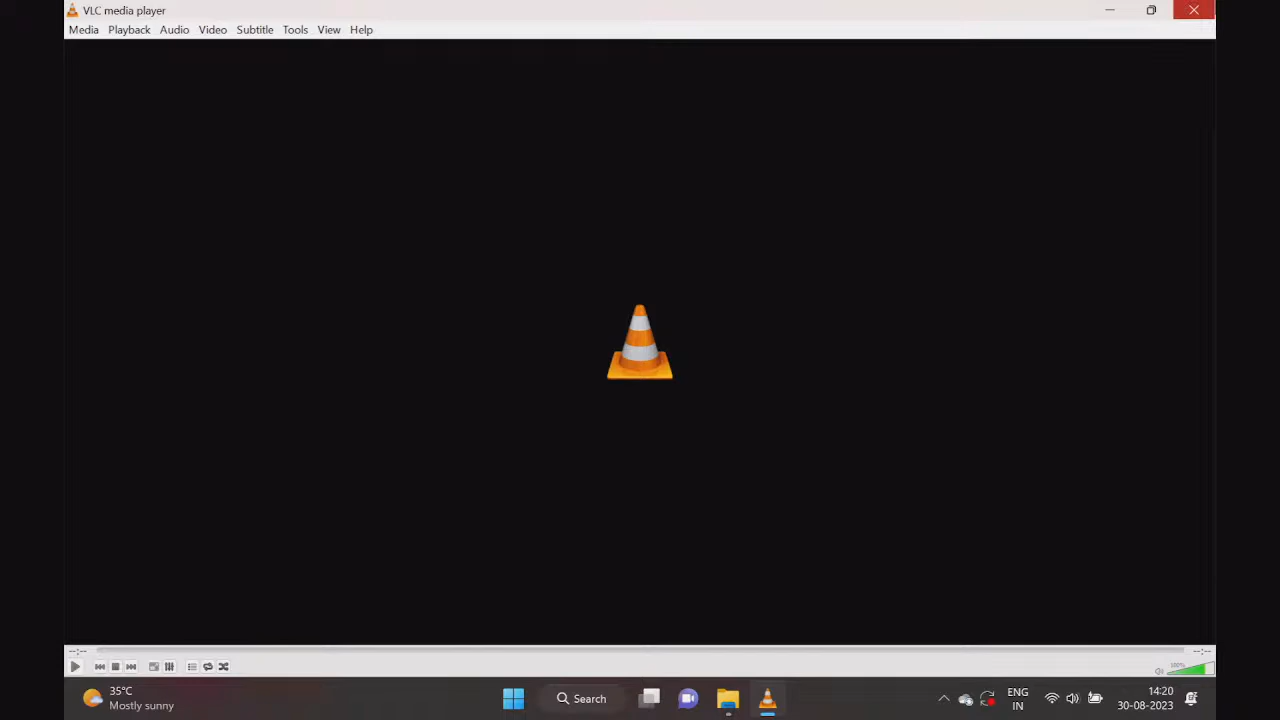 VLC media player
Media Playback Audio Video Subtitle Tools View Help
--:-- --:--
100%
35°C
Mostly sunny
Search
ENG
IN
14:20
30-08-2023